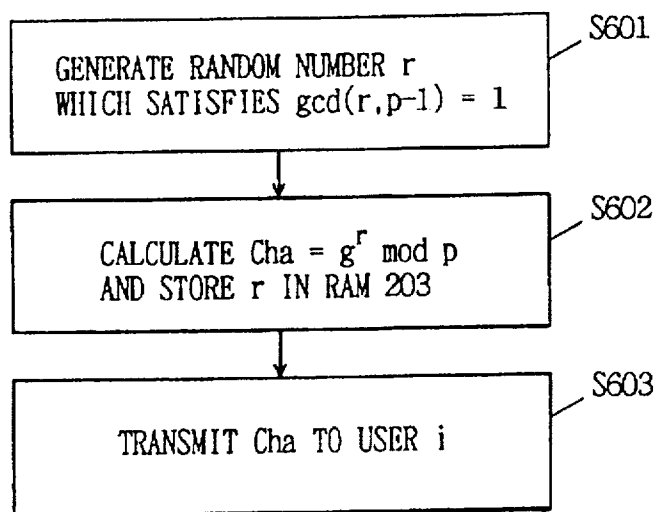 S601
GENERATE RANDOM NUMBER r
WHICH SATISFIES gcd(r,p-1) = 1
S602
CALCULATE Cha = g^r mod p
AND STORE r IN RAM 203
S603
TRANSMIT Cha TO USER i